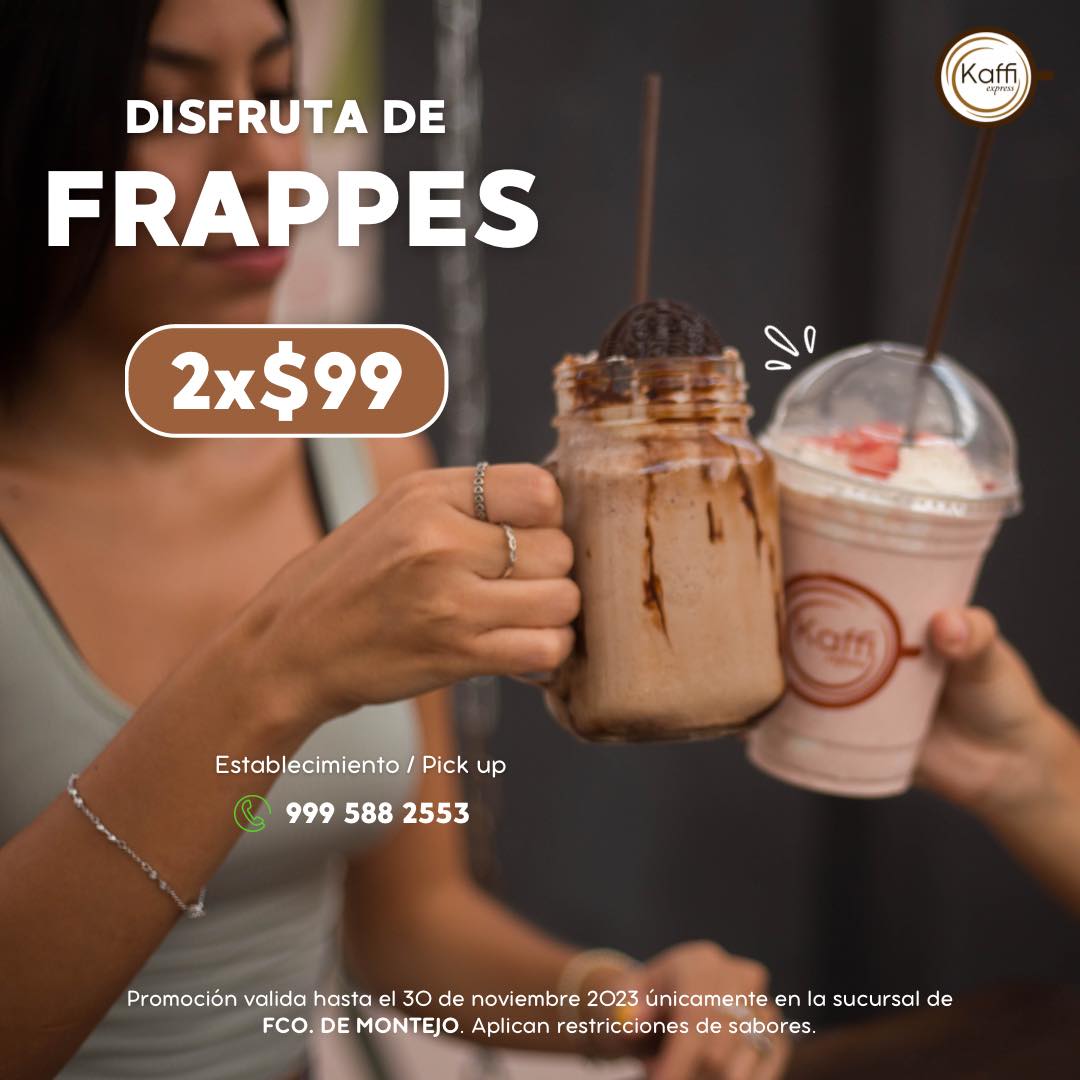 Kaffi
express
DISFRUTA DE
FRAPPES
2x$99
Kaffi
Establecimiento / Pick up
999 588 2553
Promoción valida hasta el 30 de noviembre 2023 únicamente en la sucursal de
FCO. DE MONTEJO. Aplican restricciones de sabores.